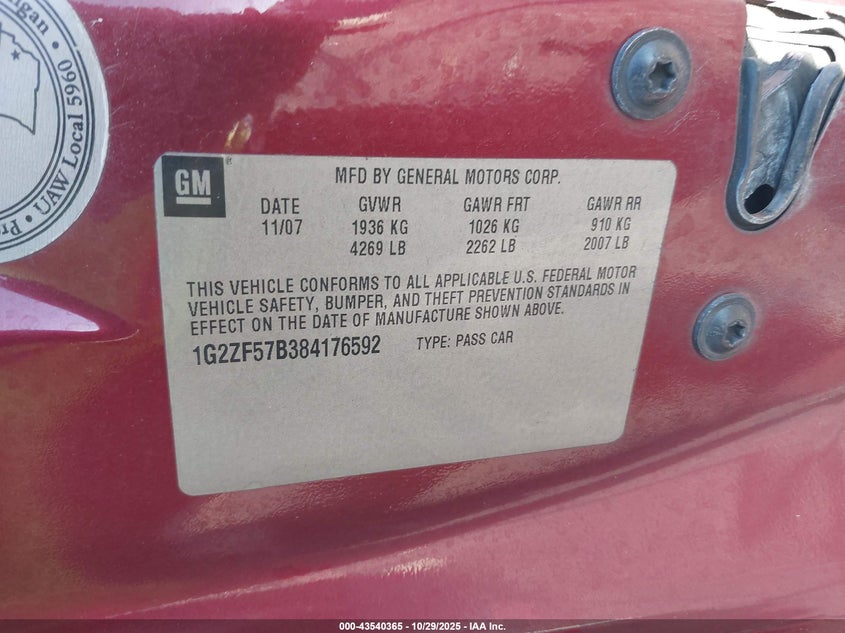 igan
UAW Local 5960
GM
MFD BY GENERAL MOTORS CORP.
DATE GVWR GAWR FRT GAWR RR
11/07 1936 KG 1026 KG 910 KG
4269 LB 2262 LB 2007 LB
THIS VEHICLE CONFORMS TO ALL APPLICABLE U.S. FEDERAL MOTOR
VEHICLE SAFETY, BUMPER, AND THEFT PREVENTION STANDARDS IN
EFFECT ON THE DATE OF MANUFACTURE SHOWN ABOVE.
1G2ZF57B384176592 TYPE: PASS CAR
000-43540365 - 10/29/2025 - IAA Inc.